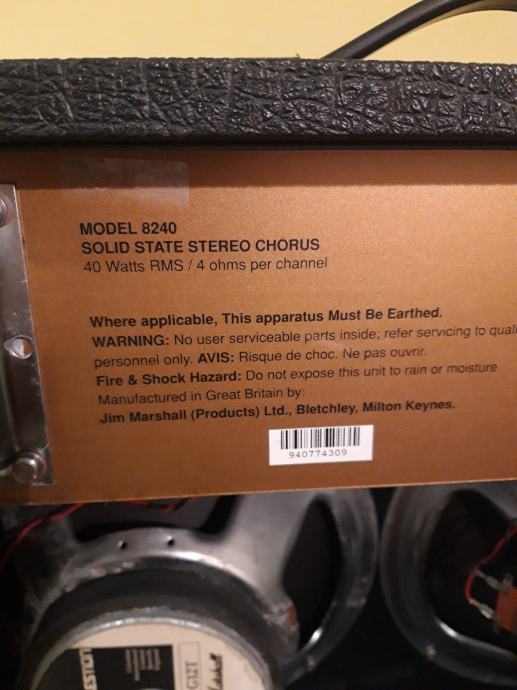 MODEL 8240
SOLID STATE STEREO CHORUS
40 Watts RMS / 4 ohms per channel
Where applicable, This apparatus Must Be Earthed.
WARNING: No user serviceable parts inside; refer servicing to
personnel only. AVIS: Risque de choc. Ne pas ouvrir.
Fire & Shock Hazard: Do not expose this unit to rain or moisture
Manufactured in Great Britain by:
Jim Marshall (Products) Ltd., Bletchley, Milton Keynes.
940774309
G12T
Marshall